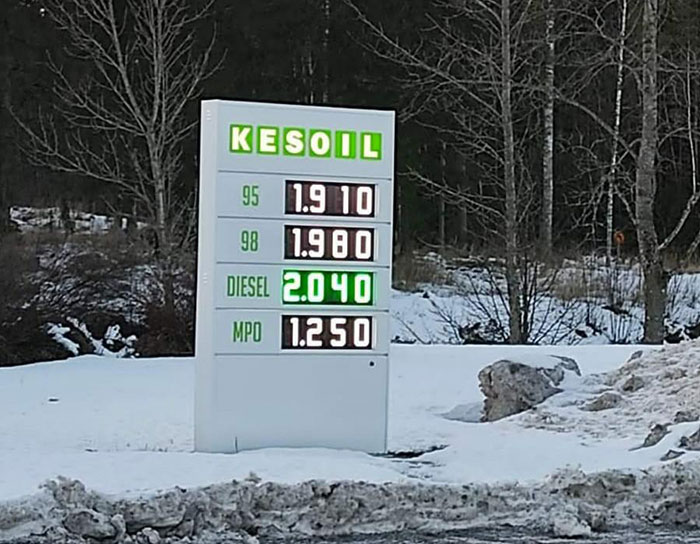 KESOIL
95 1.910
98 1.980
DIESEL 2.040
MPO 1.250